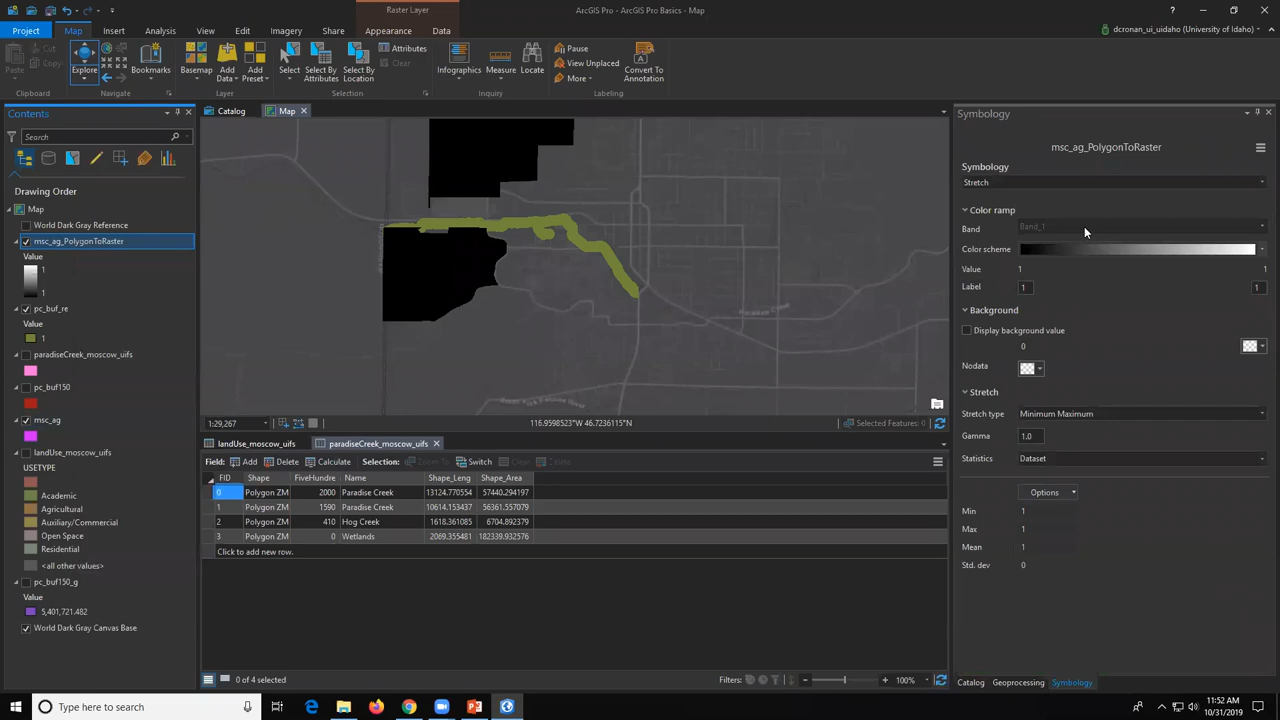 Raster Layer
ArcGIS Pro - ArcGIS Pro Basics - Map
?
Project
Map
Insert
Analysis
View
Edit
Imagery
Share
Appearance
Data
dcronan_ui_uidaho (University of Idaho)
Paste
Cut
Copy
Clipboard
Explore
Bookmarks
Navigate
Basemap
Add Data
Add Preset
Layer
Select
Select By Attributes
Select By Location
Attributes
Clear
Selection
Infographics
Measure
Locate
Inquiry
Pause
View Unplaced
More
Labeling
Convert To Annotation
Contents
Search
Drawing Order
Map
World Dark Gray Reference
msc_ag_PolygonToRaster
Value
1
1
pc_buf_re
Value
1
paradiseCreek_moscow_uifs
pc_buf150
msc_ag
landUse_moscow_uifs
USETYPE
Academic
Agricultural
Auxiliary/Commercial
Open Space
Residential
<all other values>
pc_buf150_g
Value
5,401,721.482
World Dark Gray Canvas Base
Catalog
Map
1:29,267
116.9598523°W 46.7236115°N
Selected Features: 0
landUse_moscow_uifs
paradiseCreek_moscow_uifs
Field: Add Delete Calculate Selection: Zoom To Switch Clear Delete
FID Shape FiveHundre Name Shape_Leng Shape_Area
0 Polygon ZM 2000 Paradise Creek 13124.770554 57440.294197
1 Polygon ZM 1590 Paradise Creek 10614.153437 56361.557079
2 Polygon ZM 410 Hog Creek 1618.361085 6704.892379
3 Polygon ZM 0 Wetlands 2069.355481 182339.932576
Click to add new row.
0 of 4 selected
Filters:
100%
Symbology
msc_ag_PolygonToRaster
Symbology
Stretch
Color ramp
Band Band_1
Color scheme
Value 1 1
Label 1 1
Background
Display background value
0
Nodata
Stretch
Stretch type Minimum Maximum
Gamma 1.0
Statistics Dataset
Options
Min 1
Max 1
Mean 1
Std. dev 0
Catalog Geoprocessing Symbology
Type here to search
11:52 AM
10/31/2019